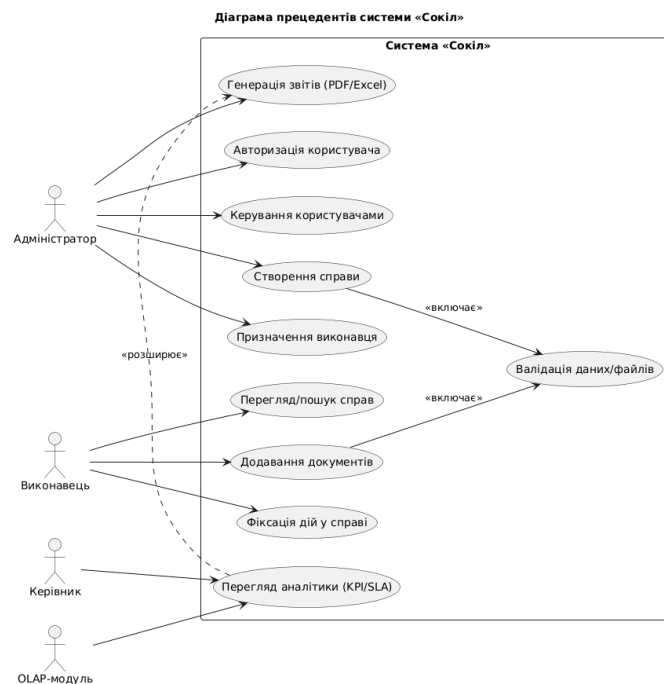 Діаграма прецедентів системи «Сокіл»
Система «Сокіл»
Генерація звітів (PDF/Excel)
Авторизація користувача
Керування користувачами
Адміністратор
Створення справи
«включає»
Призначення виконавця
«розширює»
Валідація даних/файлів
Перегляд/пошук справ
«включає»
Виконавець
Додавання документів
Фіксація дій у справі
Керівник
Перегляд аналітики (KPI/SLA)
OLAP-модуль